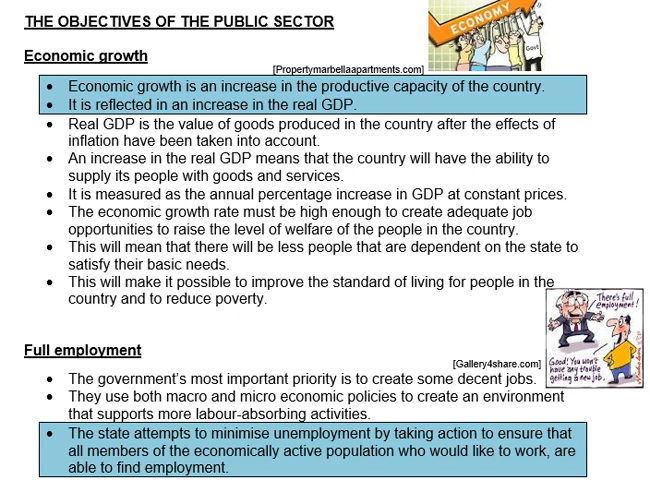 THE OBJECTIVES OF THE PUBLIC SECTOR
ECONOMY
Govt
Economic growth
[Propertymarbellaapartments.com]
• Economic growth is an increase in the productive capacity of the country.
• It is reflected in an increase in the real GDP.
• Real GDP is the value of goods produced in the country after the effects of
inflation have been taken into account.
• An increase in the real GDP means that the country will have the ability to
supply its people with goods and services.
• It is measured as the annual percentage increase in GDP at constant prices.
• The economic growth rate must be high enough to create adequate job
opportunities to raise the level of welfare of the people in the country.
• This will mean that there will be less people that are dependent on the state to
satisfy their basic needs.
• This will make it possible to improve the standard of living for people in the
country and to reduce poverty.
There's full
employment!
Good! You won't
have any trouble
getting a new job.
Full employment
[Gallery4share.com]
• The government's most important priority is to create some decent jobs.
• They use both macro and micro economic policies to create an environment
that supports more labour-absorbing activities.
• The state attempts to minimise unemployment by taking action to ensure that
all members of the economically active population who would like to work, are
able to find employment.